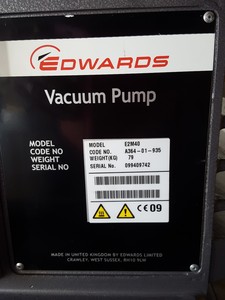 EDWARDS
Vacuum Pump
MODEL
CODE NO
WEIGHT
SERIAL NO
MODEL E2M40
CODE NO. A364-01-935
WEIGHT(KG) 79
SERIAL No. 099409742
CE 09
MADE IN UNITED KINGDOM BY EDWARDS LIMITED
CRAWLEY, WEST SUSSEX, RH10 9LW